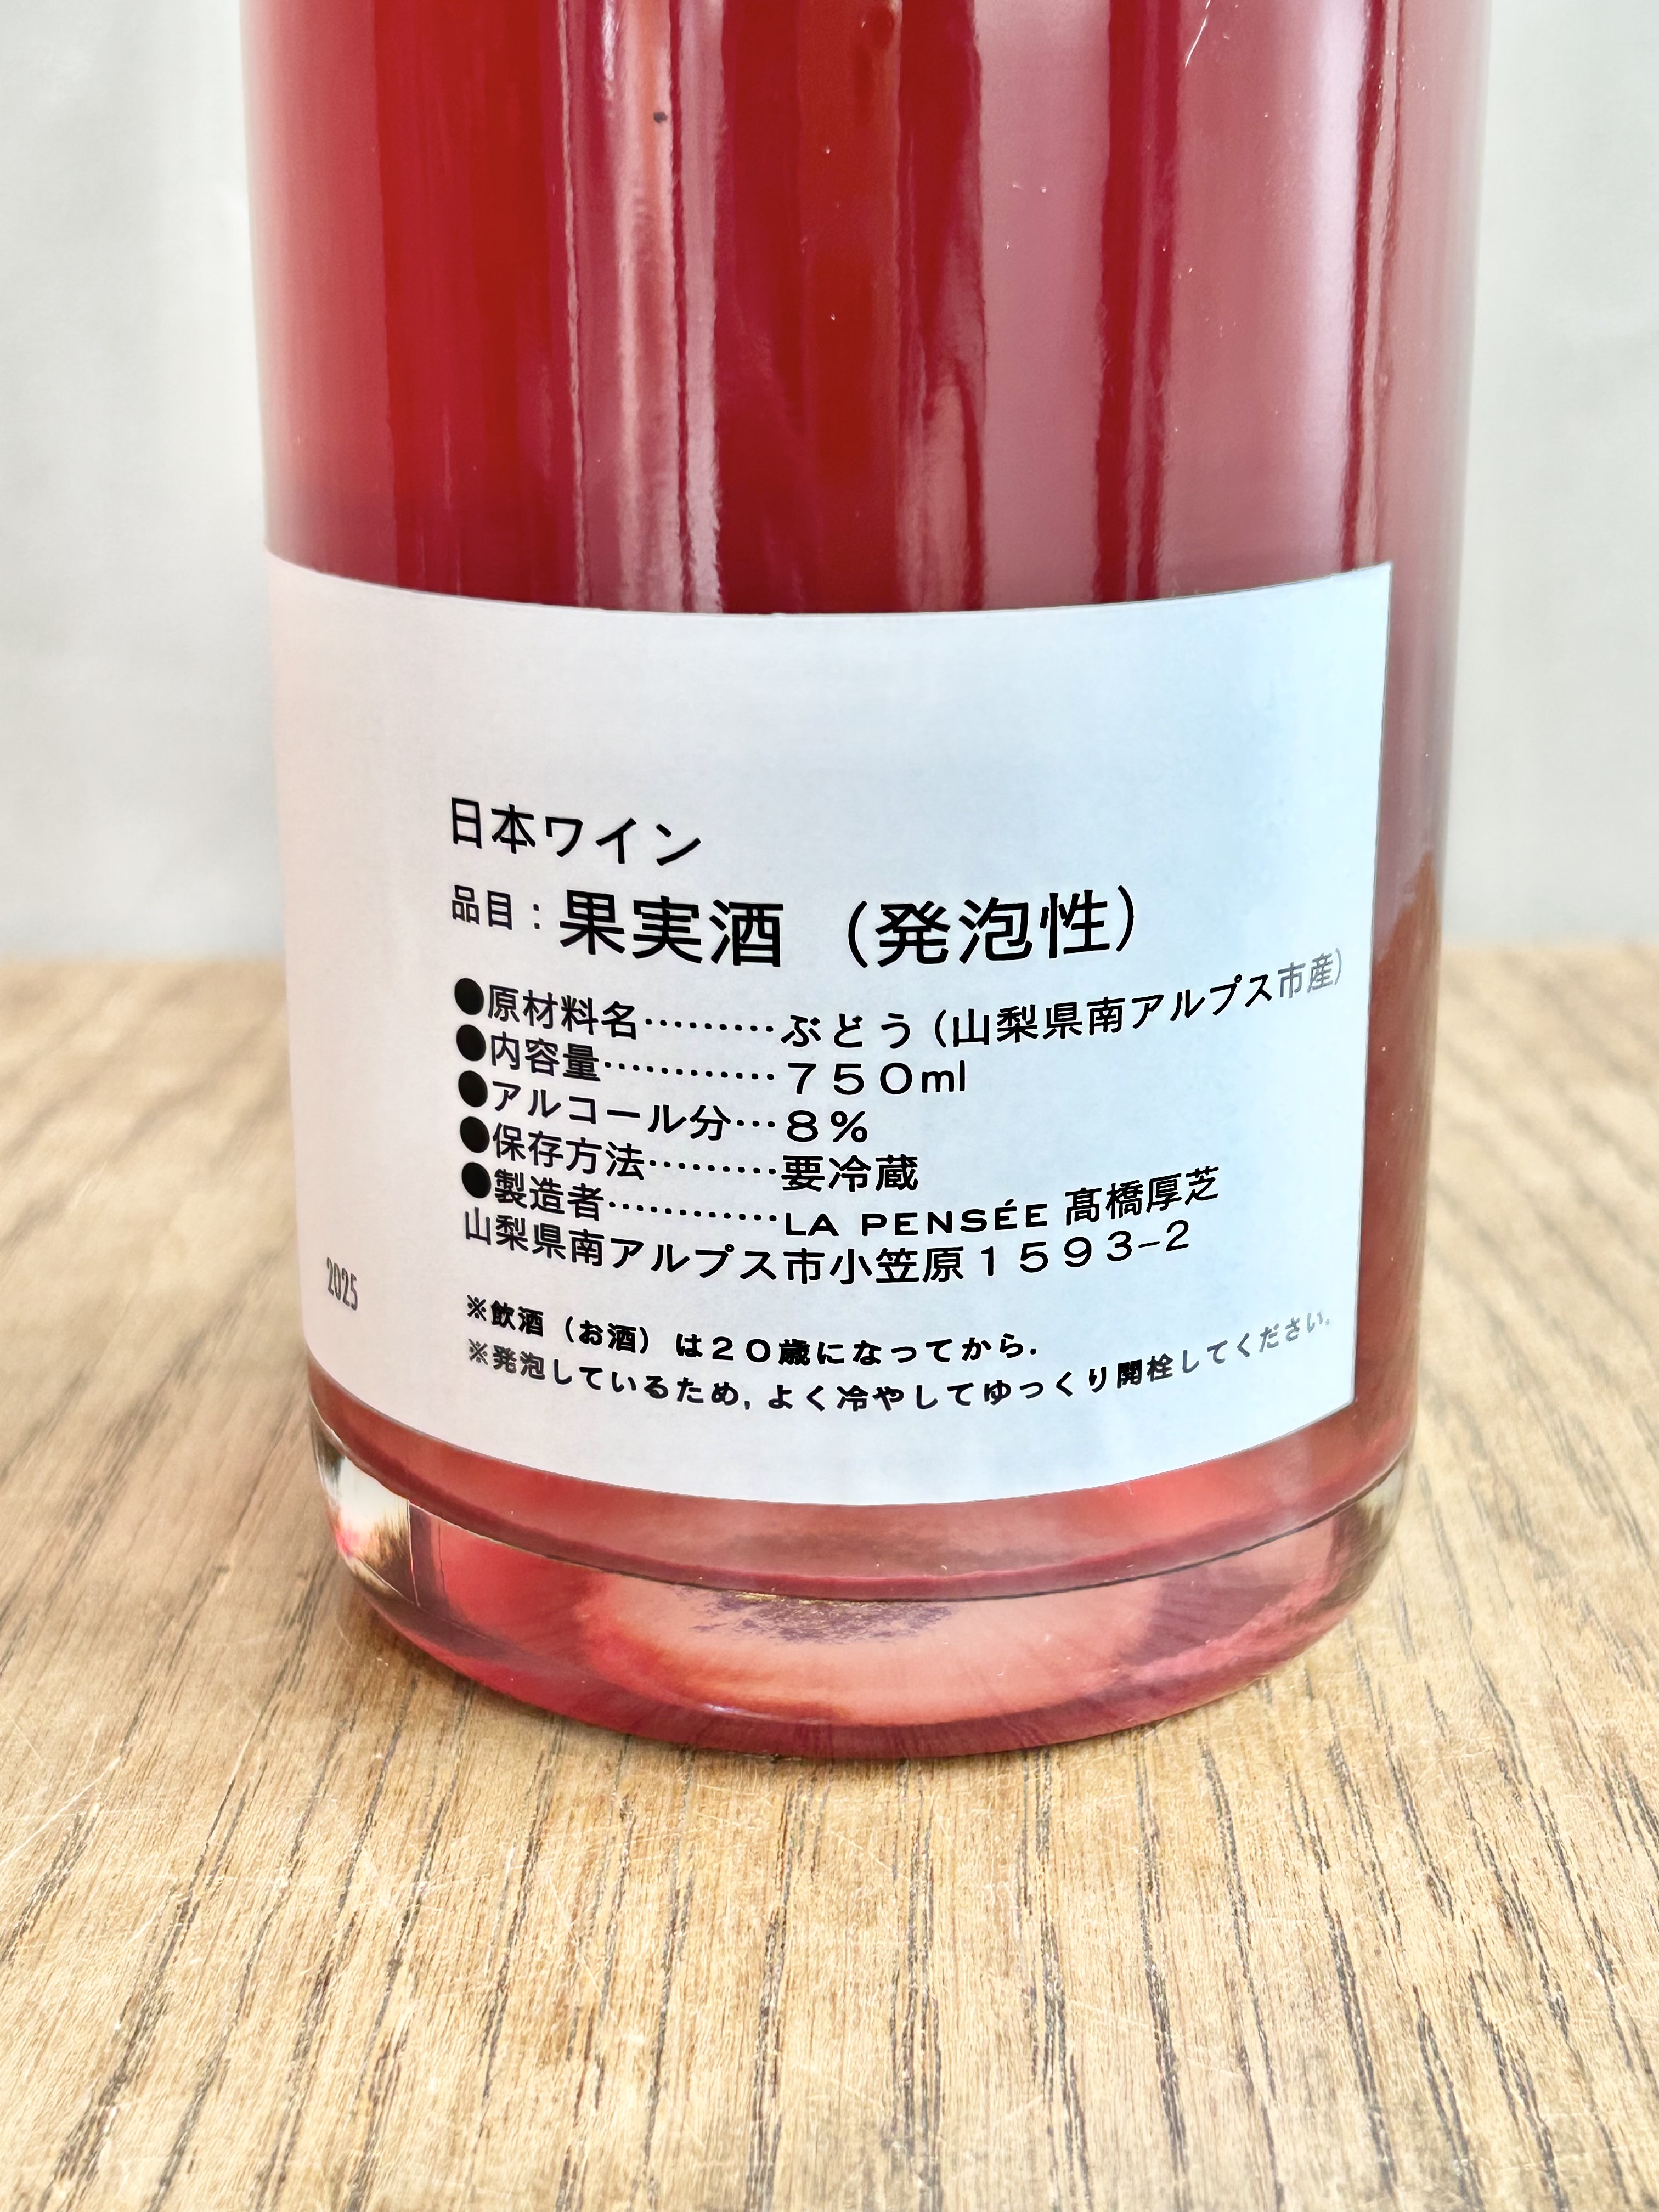 日本ワイン
品目：果実酒（発泡性）
●原材料名………ぶどう(山梨県南アルプス市産)
●内容量…………７５０ml
●アルコール分…８％
●保存方法………要冷蔵
●製造者…………LA PENSÉE 髙橋厚芝
山梨県南アルプス市小笠原１５９３−２
2025
※飲酒（お酒）は２０歳になってから.
※発泡しているため, よく冷やしてゆっくり開栓してください.